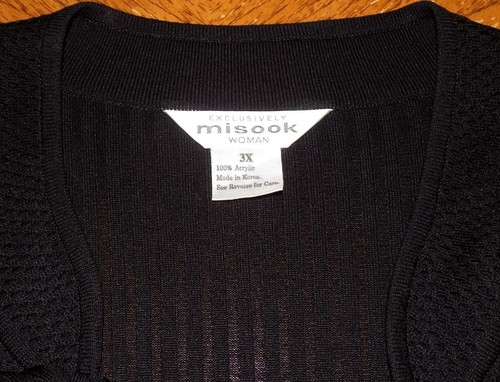 EXCLUSIVELY
misook
WOMAN
3X
100% Acrylic
Made in Korea.
See Reverse for Care.